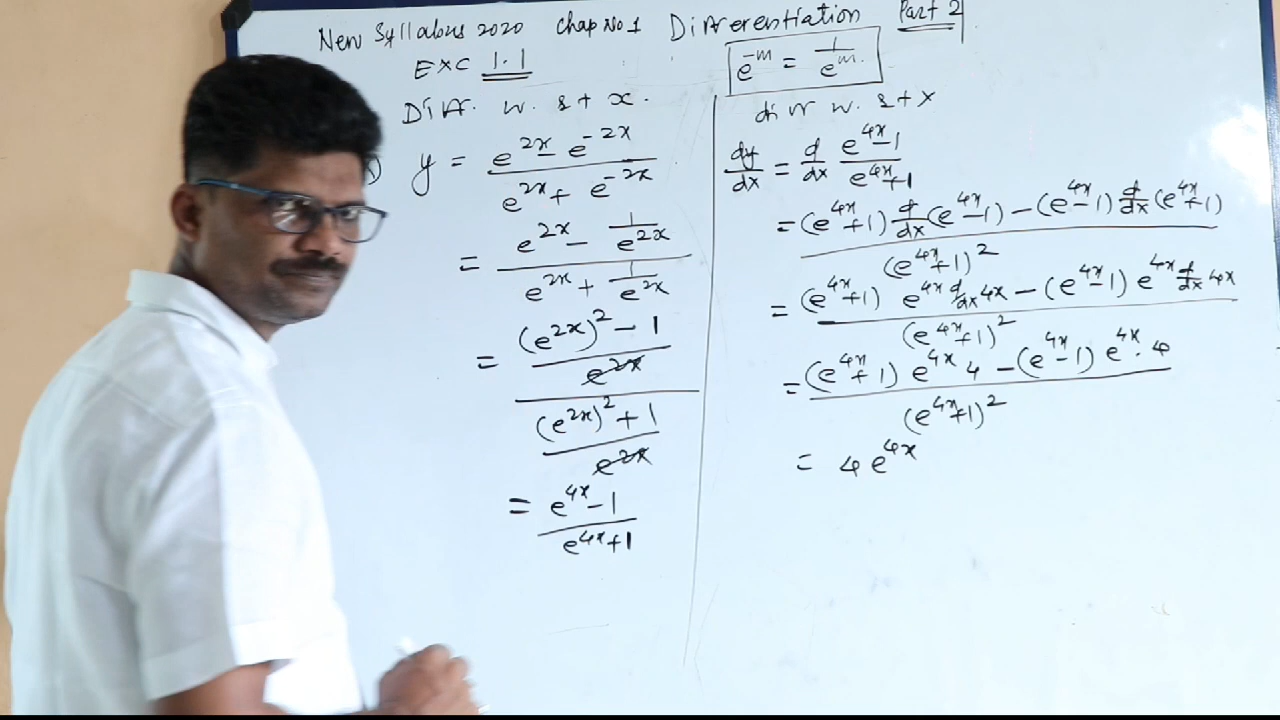 New Syllabus 2020 Chap No 1 Differentiation Part 2
EXC 1.1
e^-m = 1/e^m.
Diff. w. r + x.
y = (e^2x - e^-2x)/(e^2x + e^-2x)
= (e^2x - 1/e^2x)/(e^2x + 1/e^2x)
= (((e^2x)^2 - 1)/e^2x)/(((e^2x)^2 + 1)/e^2x)
= (e^4x - 1)/(e^4x + 1)
diff w. r + x
dy/dx = d/dx (e^4x - 1)/(e^4x + 1)
= ((e^4x + 1) d/dx (e^4x - 1) - (e^4x - 1) d/dx (e^4x + 1))/(e^4x + 1)^2
= ((e^4x + 1) e^4x d/dx 4x - (e^4x - 1) e^4x d/dx 4x)/(e^4x + 1)^2
= ((e^4x + 1) e^4x 4 - (e^4x - 1) e^4x . 4)/(e^4x + 1)^2
= 4 e^4x